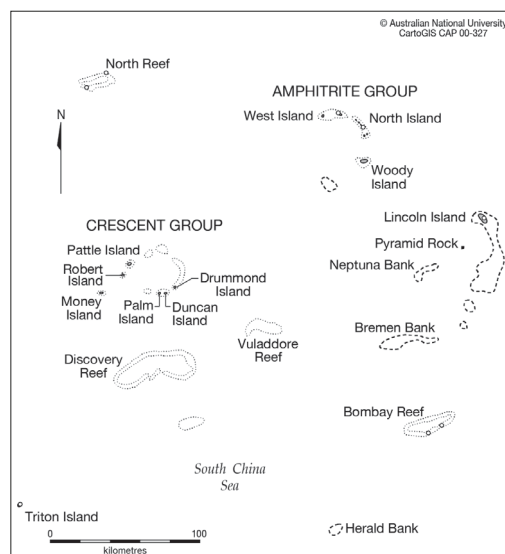 © Australian National University
CartoGIS CAP 00-327
North Reef
AMPHITRITE GROUP
West Island
North Island
N
Woody
Island
Lincoln Island
CRESCENT GROUP
Pyramid Rock
Pattle Island
Robert
Island
Neptuna Bank
Drummond
Island
Money
Island
Palm
Island
Duncan
Island
Vuladdore
Reef
Bremen Bank
Discovery
Reef
Bombay Reef
South China
Sea
Triton Island
0
100
kilometres
Herald Bank